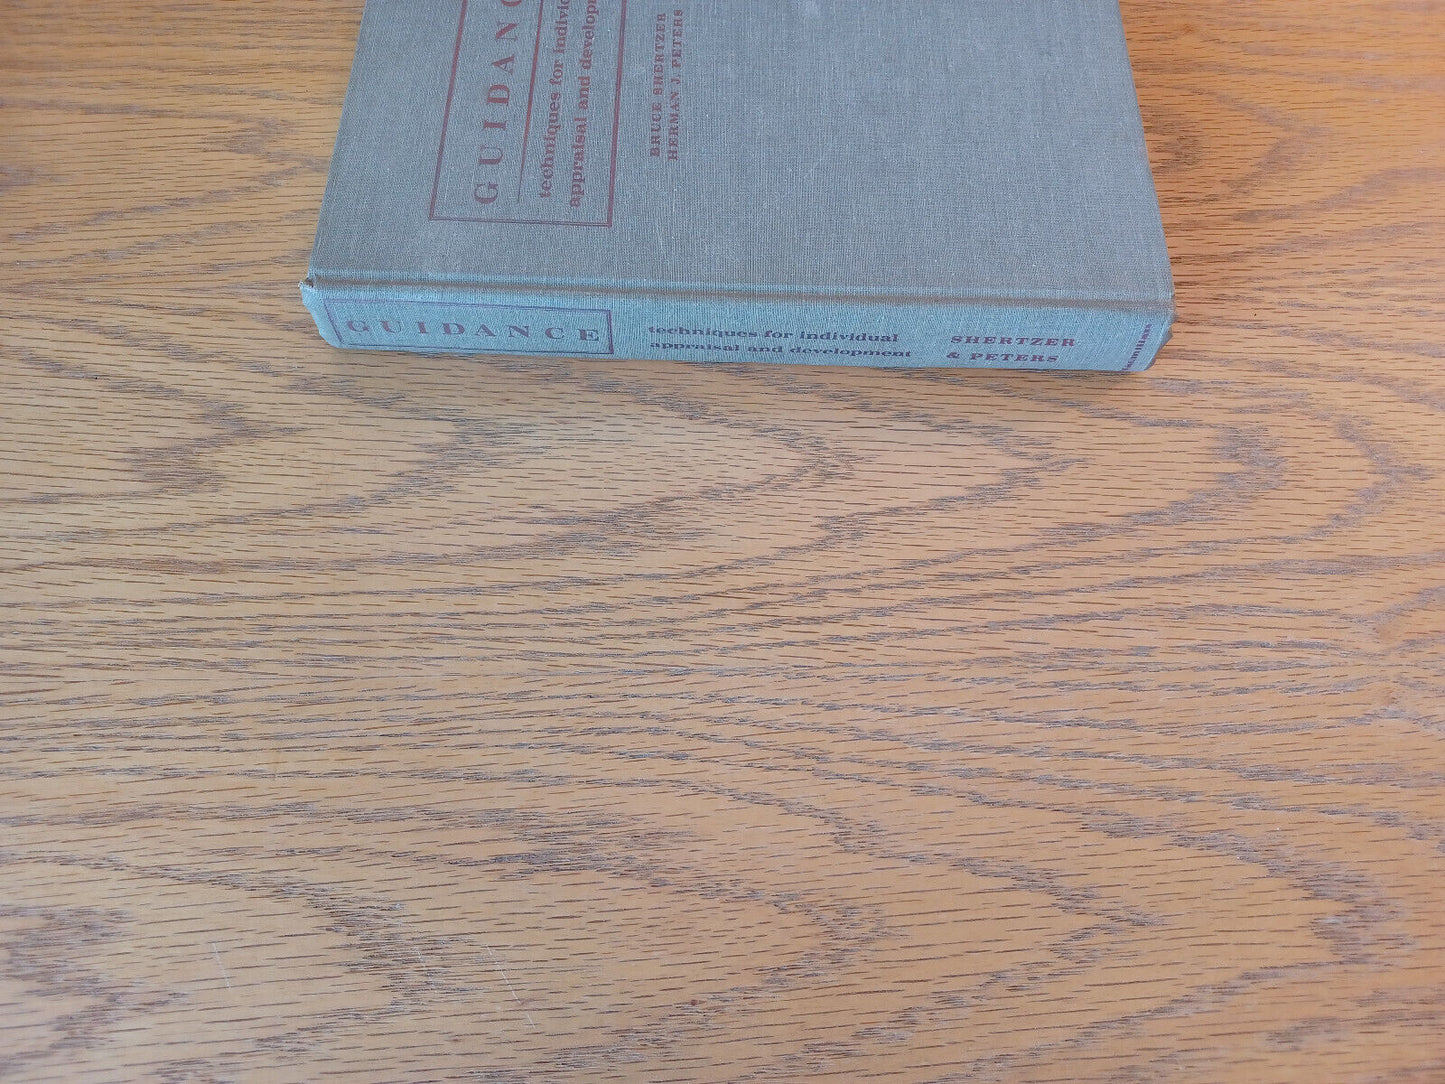 GUIDANC
techniques for individ
appraisal and develop
BRUCE SHERTZER
HERMAN J. PETERS
GUIDANCE
techniques for individual
appraisal and development
SHERTZER
& PETERS